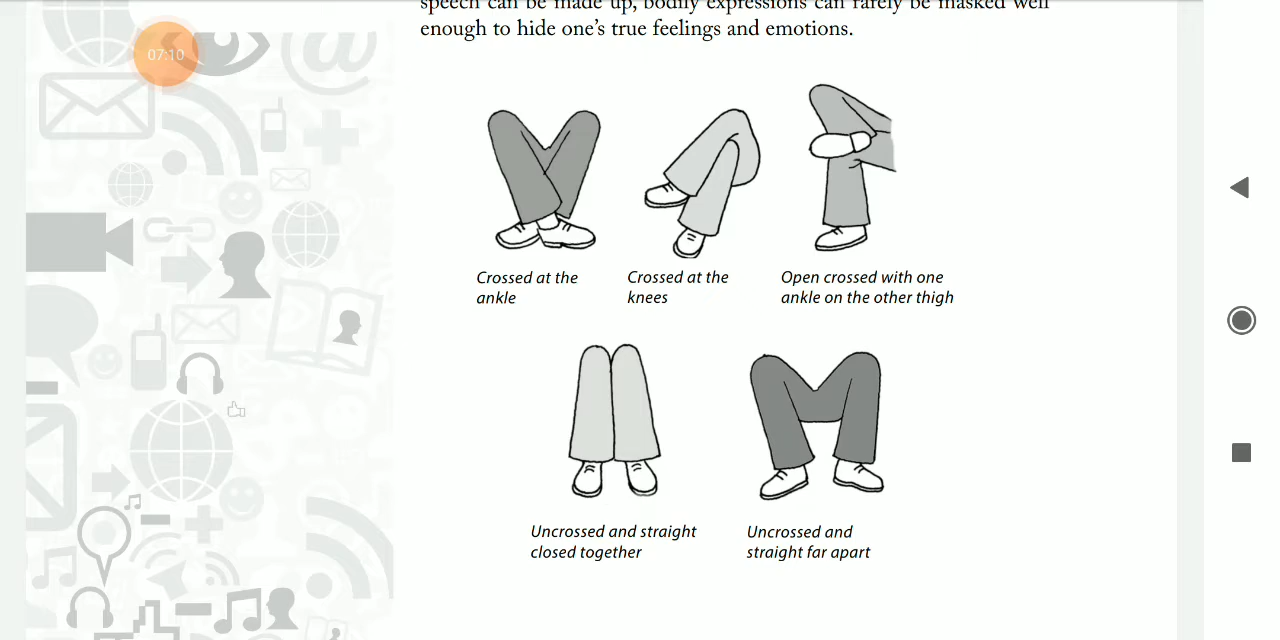 speech can be made up, bodily expressions can rarely be masked well
enough to hide one's true feelings and emotions.
07:10
Crossed at the
ankle
Crossed at the
knees
Open crossed with one
ankle on the other thigh
Uncrossed and straight
closed together
Uncrossed and
straight far apart